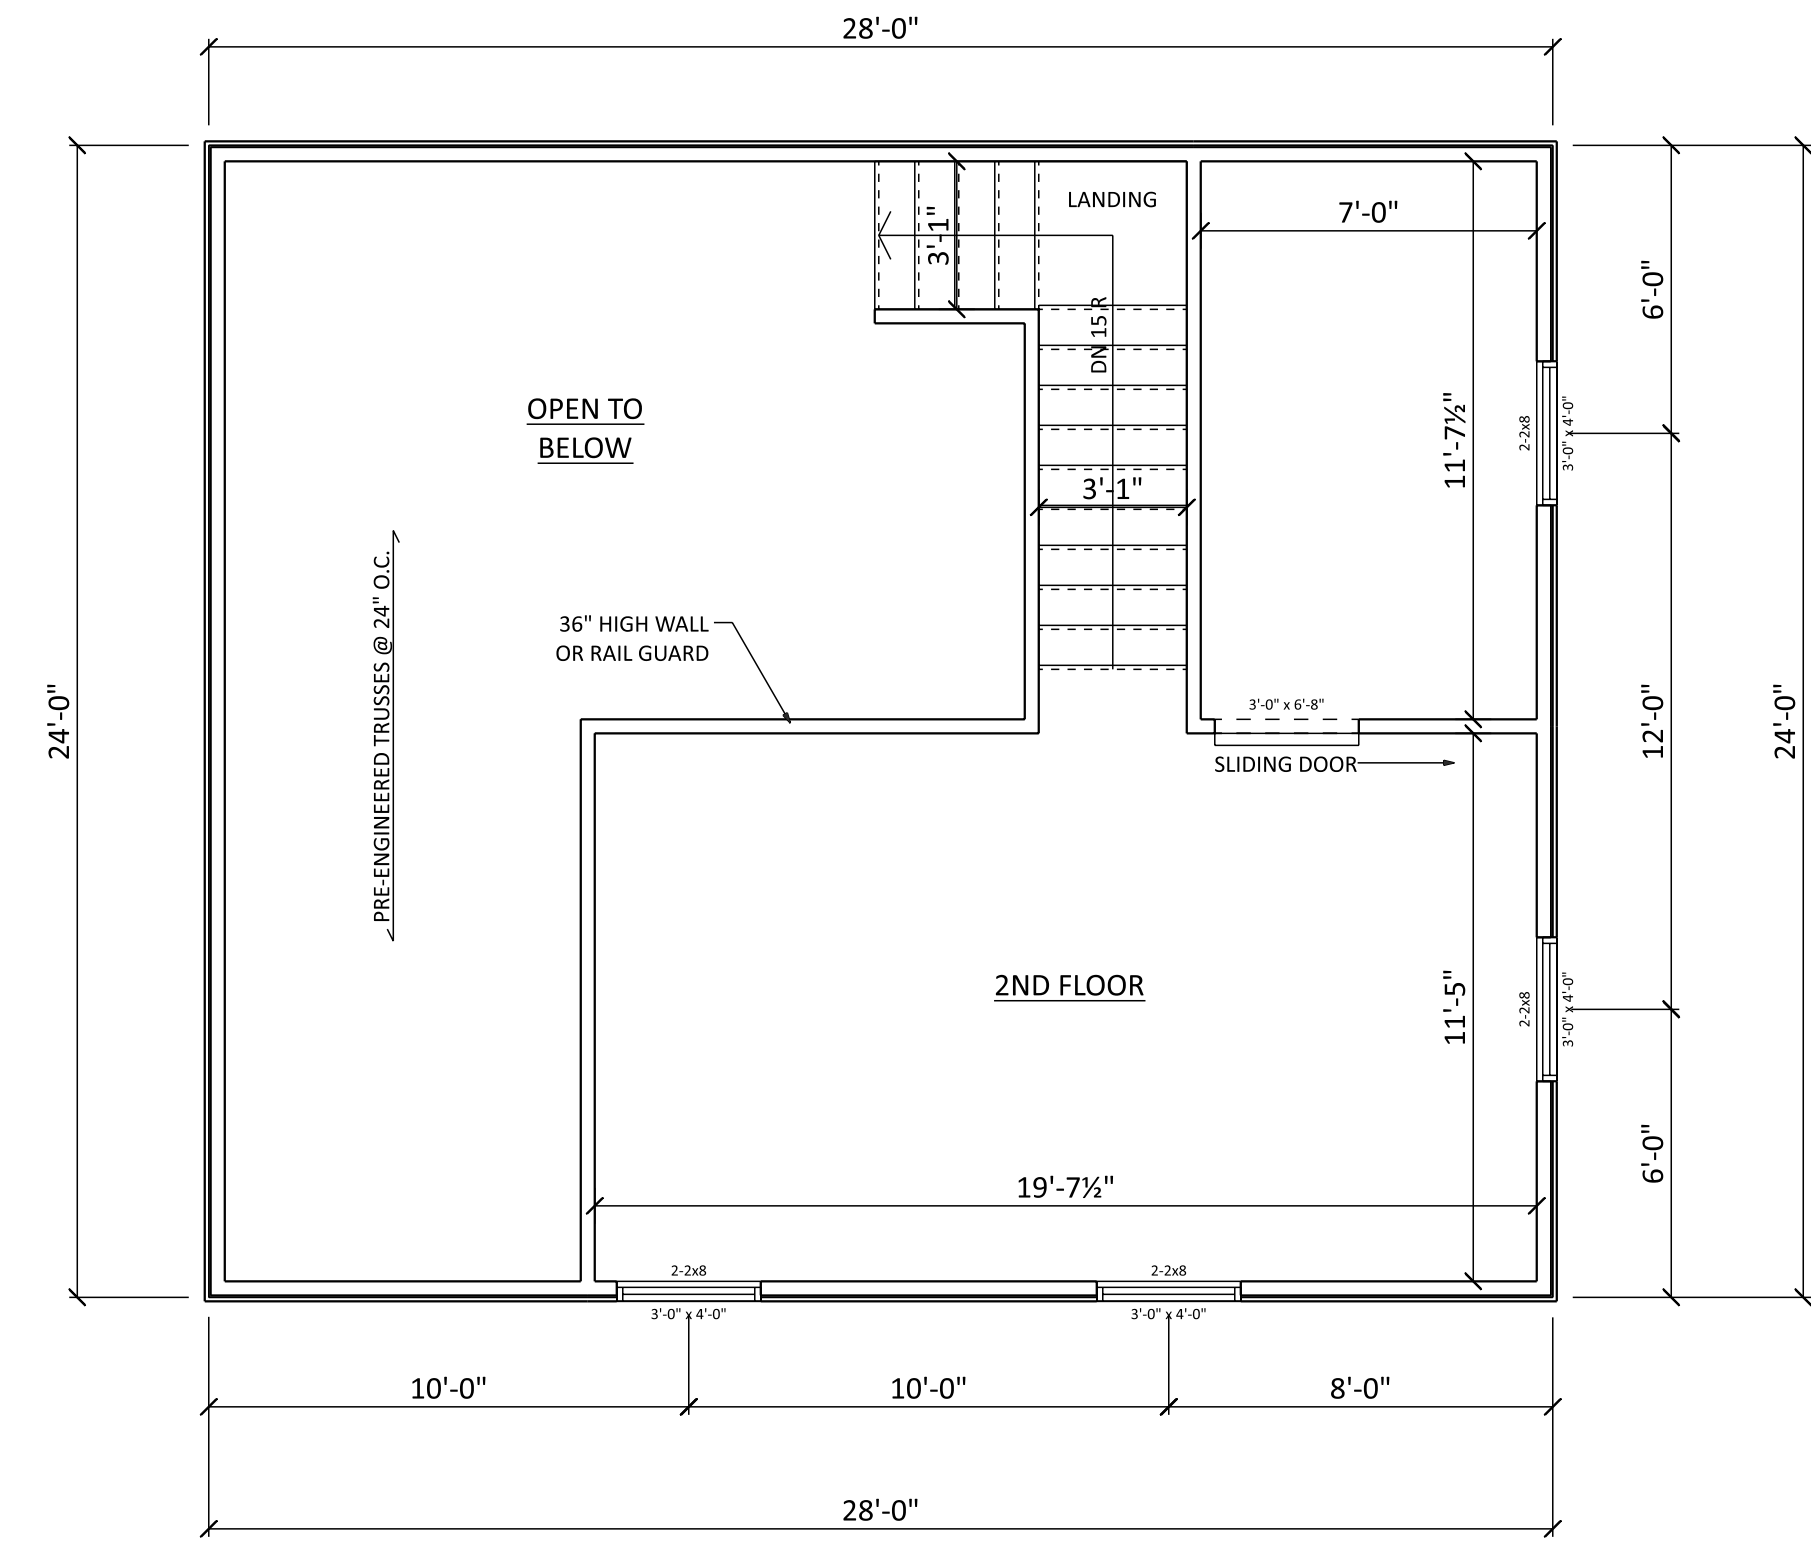 28'-0"
LANDING
7'-0"
3'-1"
6'-0"
DN 15 R
OPEN TO
BELOW
11'-7½"
2-2x8
3'-0" x 4'-0"
3'-1"
PRE-ENGINEERED TRUSSES @ 24" O.C.
36" HIGH WALL
OR RAIL GUARD
24'-0"
3'-0" x 6'-8"
12'-0"
24'-0"
SLIDING DOOR
2ND FLOOR
11'-5"
2-2x8
3'-0" x 4'-0"
6'-0"
19'-7½"
2-2x8
2-2x8
3'-0" x 4'-0"
3'-0" x 4'-0"
10'-0"
10'-0"
8'-0"
28'-0"